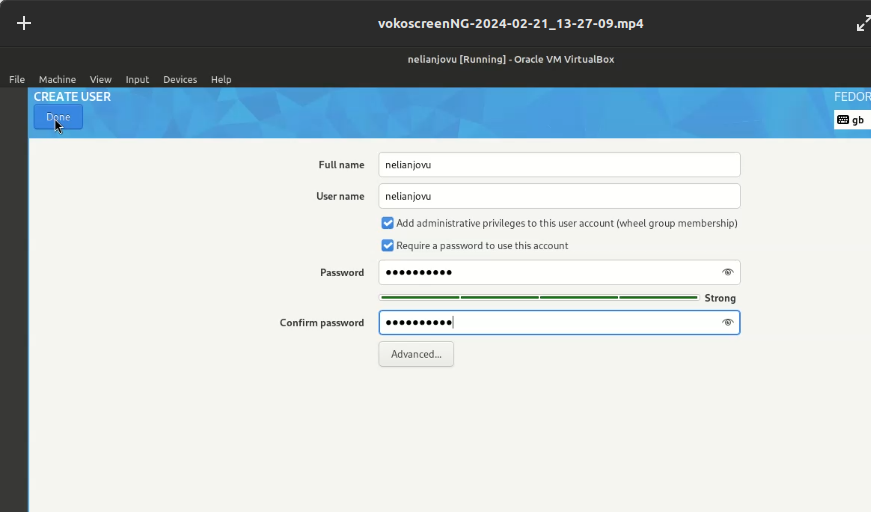 vokoscreenNG-2024-02-21_13-27-09.mp4
nelianjovu [Running] - Oracle VM VirtualBox
File Machine View Input Devices Help
CREATE USER
FEDOR
Done
gb
Full name nelianjovu
User name nelianjovu
Add administrative privileges to this user account (wheel group membership)
Require a password to use this account
Password ••••••••••
Strong
Confirm password ••••••••••
Advanced...